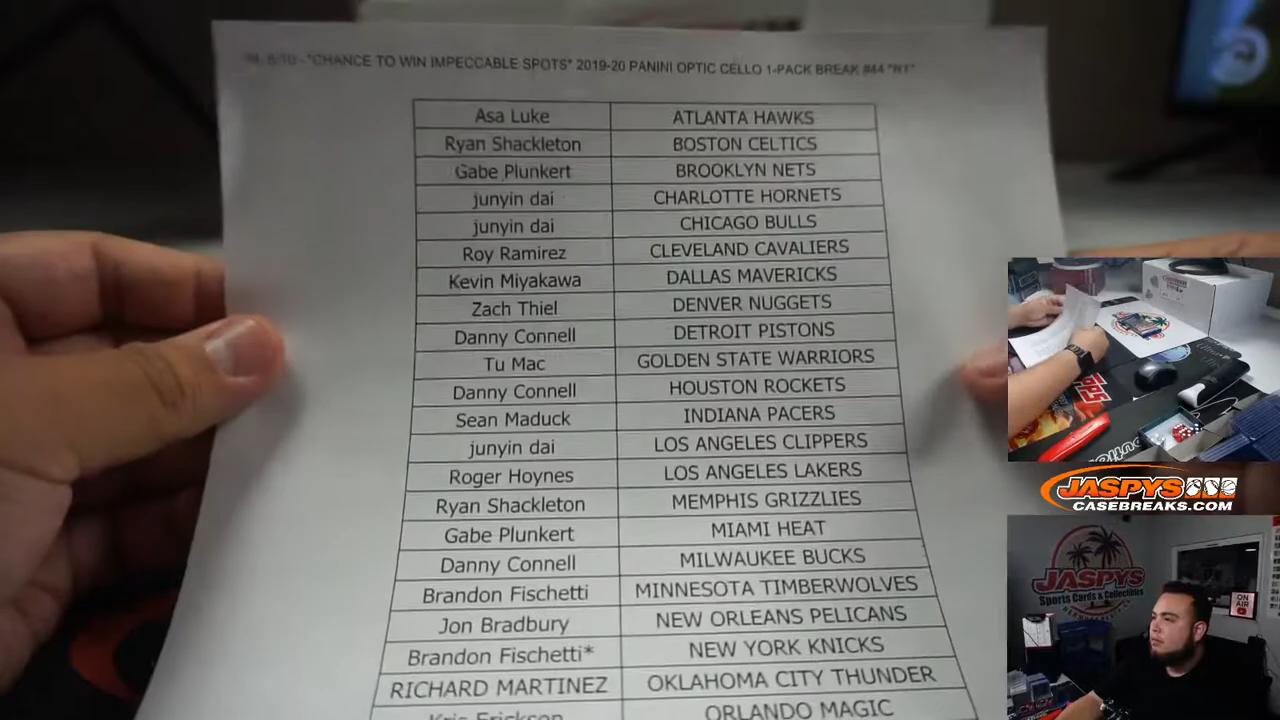 6/10 - "CHANCE TO WIN IMPECCABLE SPOTS" 2019-20 PANINI OPTIC CELLO 1-PACK BREAK #44 "NT"
Asa Luke ATLANTA HAWKS
Ryan Shackleton BOSTON CELTICS
Gabe Plunkert BROOKLYN NETS
junyin dai CHARLOTTE HORNETS
junyin dai CHICAGO BULLS
Roy Ramirez CLEVELAND CAVALIERS
Kevin Miyakawa DALLAS MAVERICKS
Zach Thiel DENVER NUGGETS
Danny Connell DETROIT PISTONS
Tu Mac GOLDEN STATE WARRIORS
Danny Connell HOUSTON ROCKETS
Sean Maduck INDIANA PACERS
junyin dai LOS ANGELES CLIPPERS
Roger Hoynes LOS ANGELES LAKERS
Ryan Shackleton MEMPHIS GRIZZLIES
Gabe Plunkert MIAMI HEAT
Danny Connell MILWAUKEE BUCKS
Brandon Fischetti MINNESOTA TIMBERWOLVES
Jon Bradbury NEW ORLEANS PELICANS
Brandon Fischetti* NEW YORK KNICKS
RICHARD MARTINEZ OKLAHOMA CITY THUNDER
Kris Erickson ORLANDO MAGIC
topps
JASPYS
CASEBREAKS.COM
JASPYS
Sports Cards & Collectibles
ON
AIR